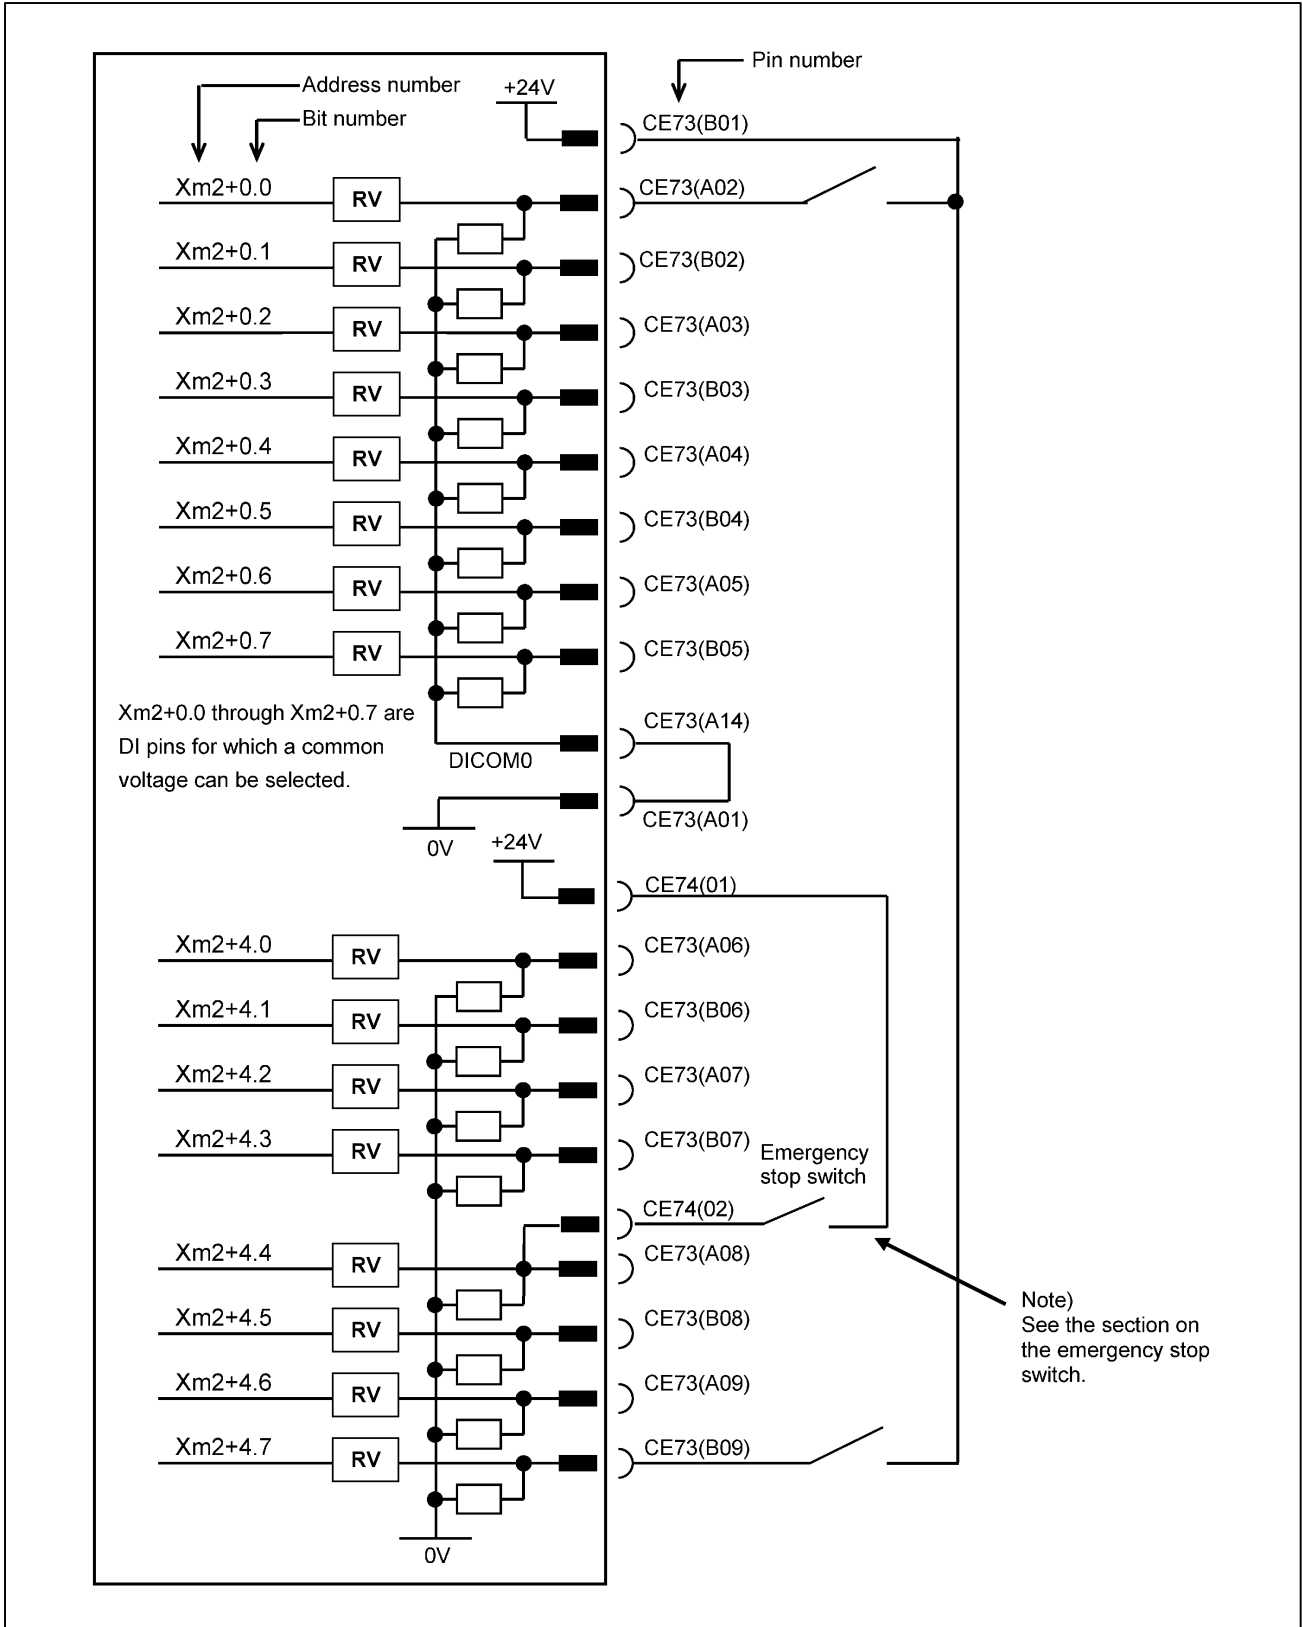 Pin number
Address number
+24V
Bit number
CE73(B01)
Xm2+0.0
RV
CE73(A02)
Xm2+0.1
RV
CE73(B02)
Xm2+0.2
RV
CE73(A03)
Xm2+0.3
RV
CE73(B03)
Xm2+0.4
RV
CE73(A04)
Xm2+0.5
RV
CE73(B04)
Xm2+0.6
RV
CE73(A05)
Xm2+0.7
RV
CE73(B05)
Xm2+0.0 through Xm2+0.7 are
DI pins for which a common
voltage can be selected.
CE73(A14)
DICOM0
CE73(A01)
0V
+24V
CE74(01)
Xm2+4.0
RV
CE73(A06)
Xm2+4.1
RV
CE73(B06)
Xm2+4.2
RV
CE73(A07)
Xm2+4.3
RV
CE73(B07)
Emergency
stop switch
CE74(02)
Xm2+4.4
RV
CE73(A08)
Xm2+4.5
RV
CE73(B08)
Note)
See the section on
the emergency stop
switch.
Xm2+4.6
RV
CE73(A09)
Xm2+4.7
RV
CE73(B09)
0V